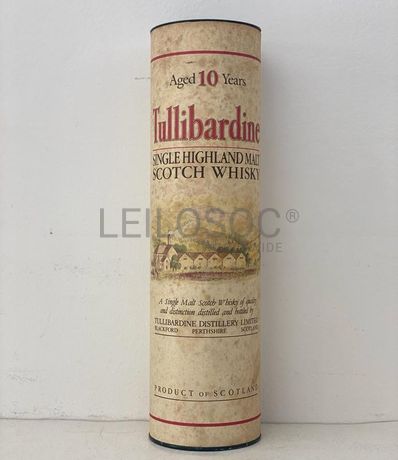 Aged 10 Years
Tullibardine
SINGLE HIGHLAND MALT
SCOTCH WHISKY
LEILOSOC®
WORLDWIDE
A Single Malt Scotch Whisky of quality
and distinction distilled and bottled by
TULLIBARDINE DISTILLERY LIMITED
BLACKFORD PERTHSHIRE SCOTLAND
PRODUCT OF SCOTLAND